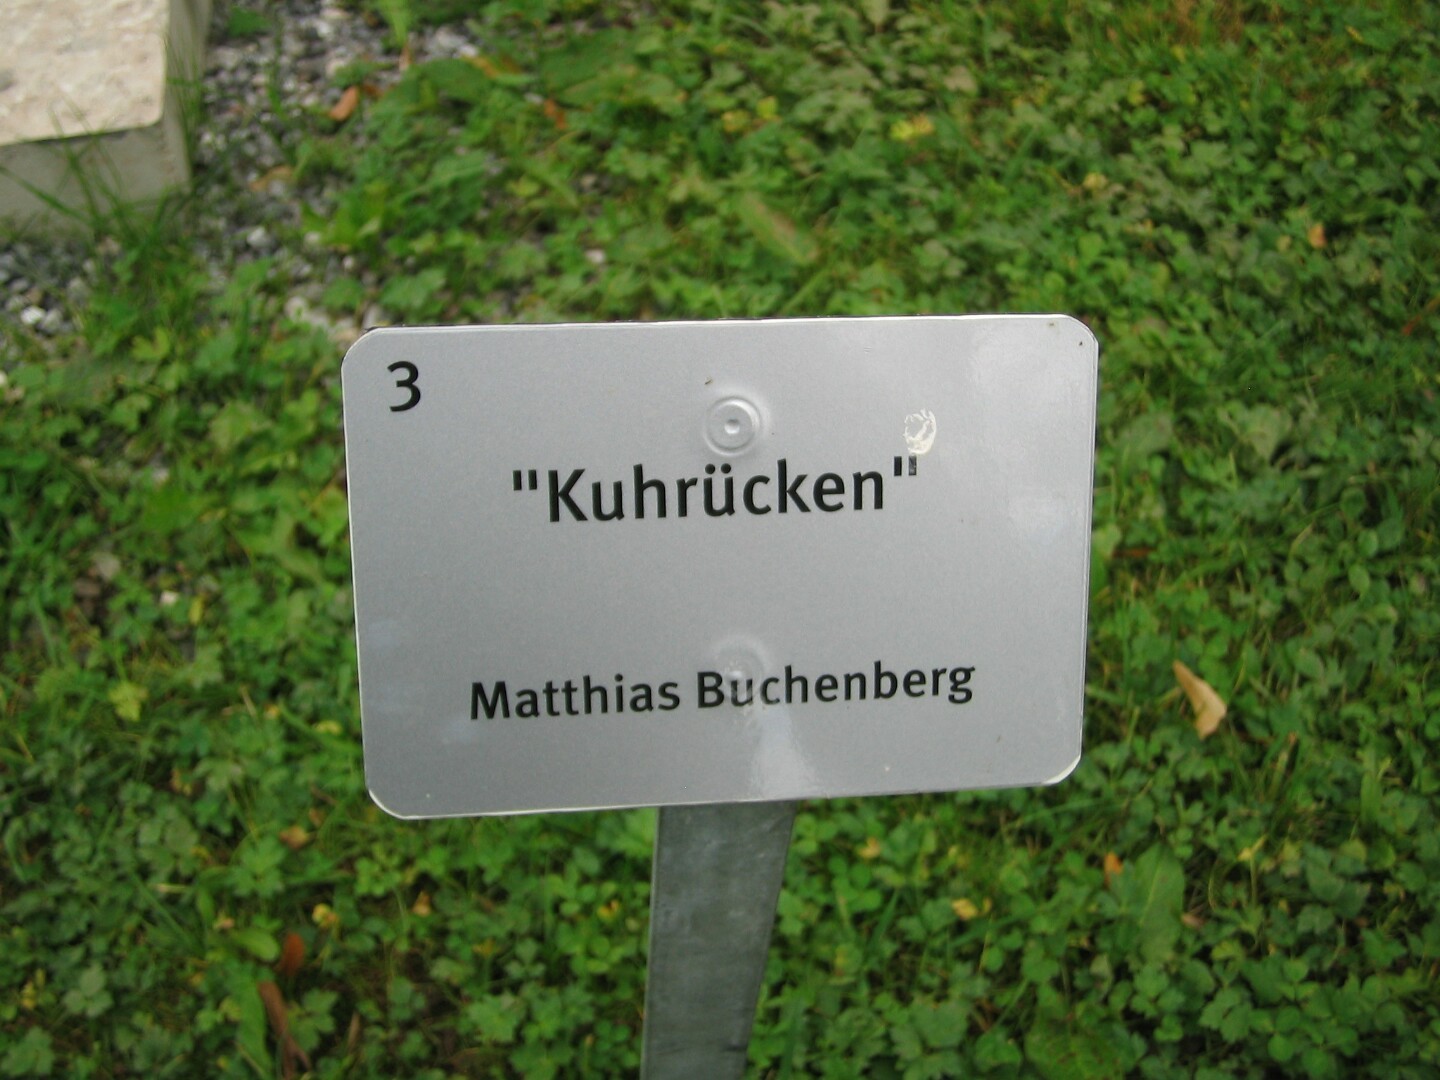 3
"Kuhrücken"
Matthias Buchenberg